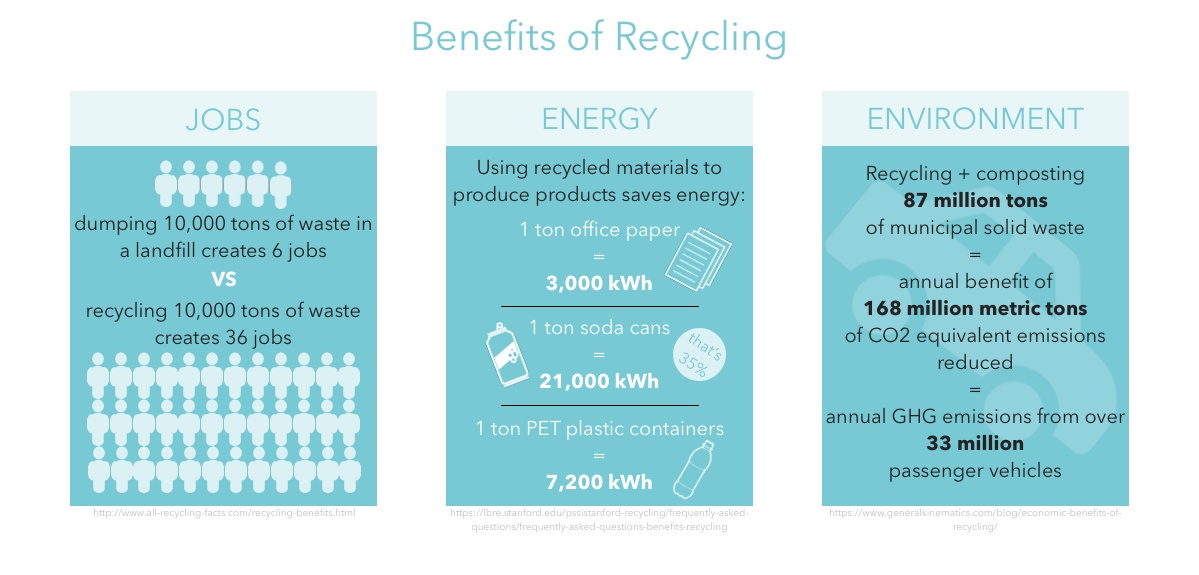 Benefits of Recycling
JOBS
dumping 10,000 tons of waste in
a landfill creates 6 jobs
VS
recycling 10,000 tons of waste
creates 36 jobs
http://www.all-recycling-facts.com/recycling-benefits.html
ENERGY
Using recycled materials to
produce products saves energy:
1 ton office paper
=
3,000 kWh
1 ton soda cans
=
21,000 kWh
that's
35%
1 ton PET plastic containers
=
7,200 kWh
https://lbre.stanford.edu/pssistanford-recycling/frequently-asked-
questions/frequently-asked-questions-benefits-recycling
ENVIRONMENT
Recycling + composting
87 million tons
of municipal solid waste
=
annual benefit of
168 million metric tons
of CO2 equivalent emissions
reduced
=
annual GHG emissions from over
33 million
passenger vehicles
https://www.generalkinematics.com/blog/economic-benefits-of-
recycling/